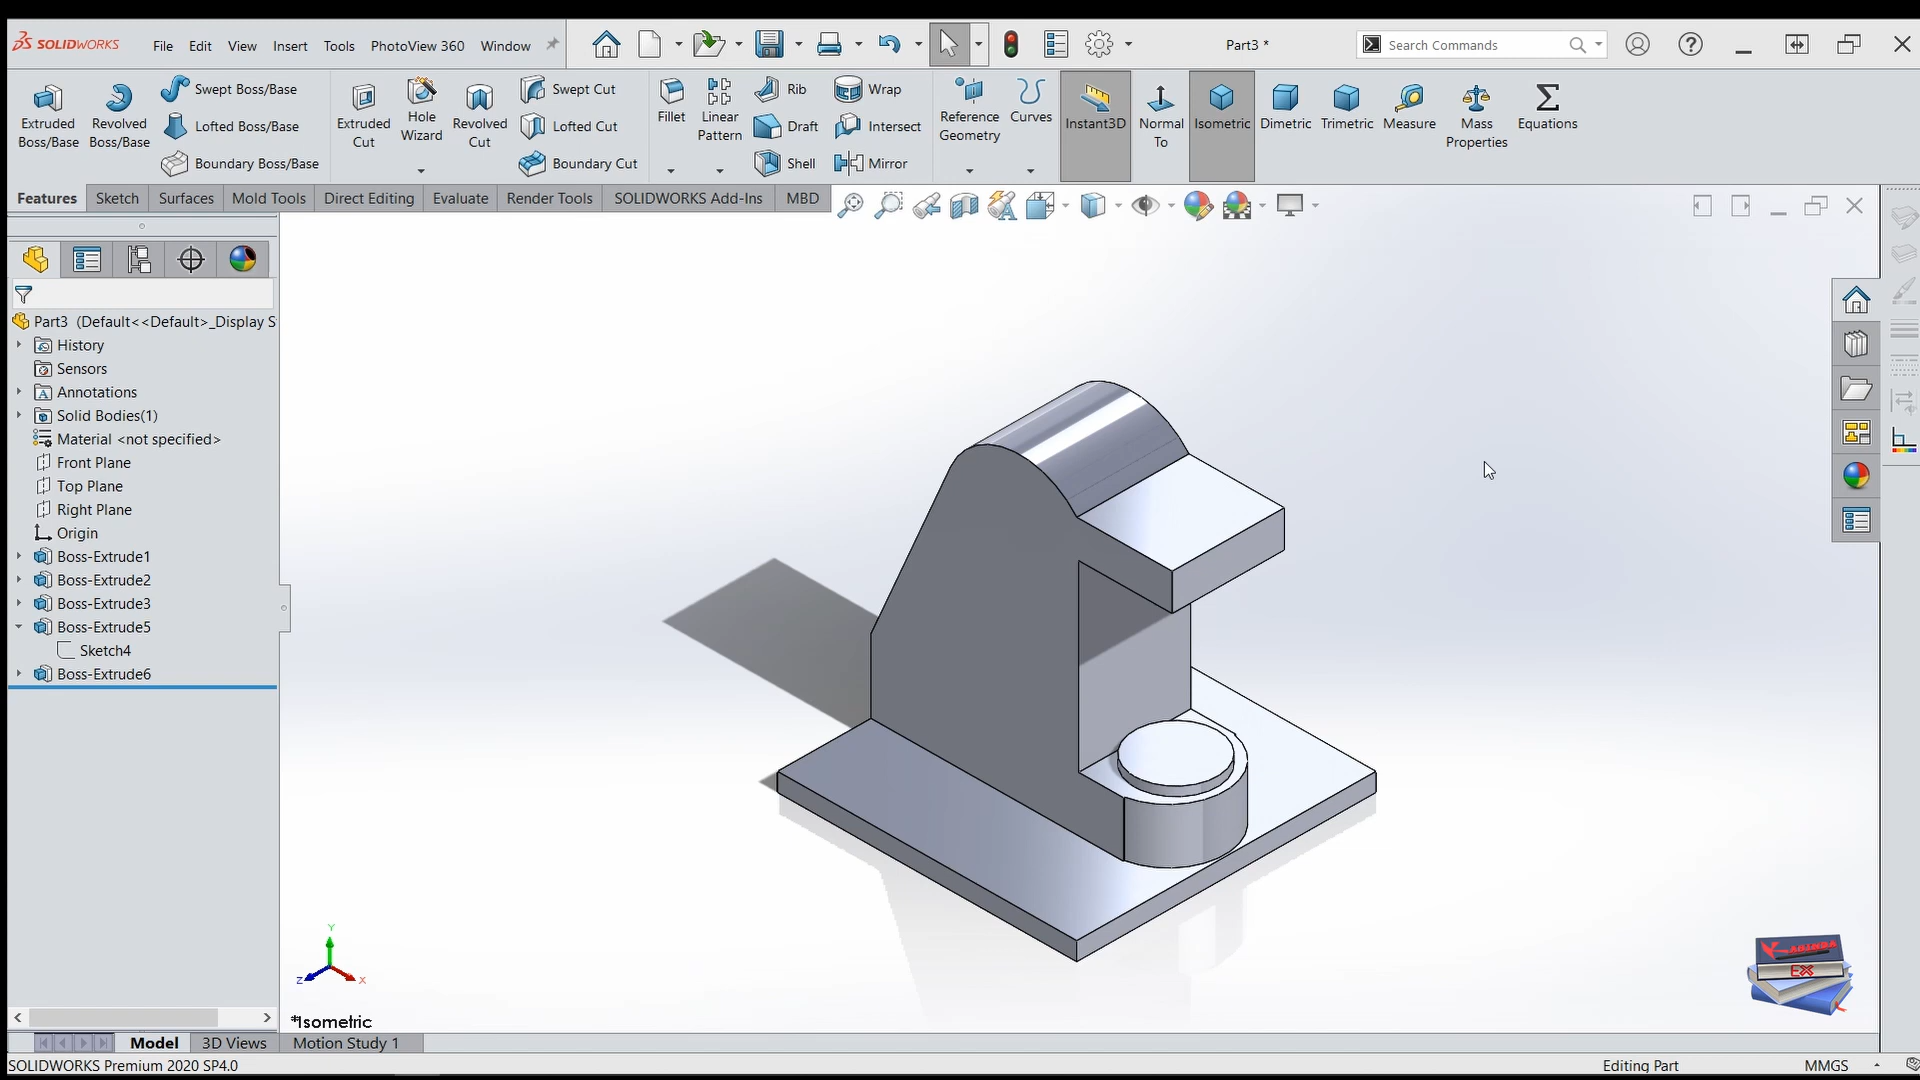 SOLIDWORKS File Edit View Insert Tools PhotoView 360 Window Part3 * Search Commands
Extruded Boss/Base
Revolved Boss/Base
Swept Boss/Base
Lofted Boss/Base
Boundary Boss/Base
Extruded Cut
Hole Wizard
Revolved Cut
Swept Cut
Lofted Cut
Boundary Cut
Fillet
Linear Pattern
Rib
Draft
Shell
Wrap
Intersect
Mirror
Reference Geometry
Curves
Instant3D
Normal To
Isometric
Dimetric
Trimetric
Measure
Mass Properties
Equations
Features Sketch Surfaces Mold Tools Direct Editing Evaluate Render Tools SOLIDWORKS Add-Ins MBD
Part3 (Default<<Default>_Display S
History
Sensors
Annotations
Solid Bodies(1)
Material <not specified>
Front Plane
Top Plane
Right Plane
Origin
Boss-Extrude1
Boss-Extrude2
Boss-Extrude3
Boss-Extrude5
Sketch4
Boss-Extrude6
Y
Z
X
*Isometric
EX
Model 3D Views Motion Study 1
SOLIDWORKS Premium 2020 SP4.0 Editing Part MMGS